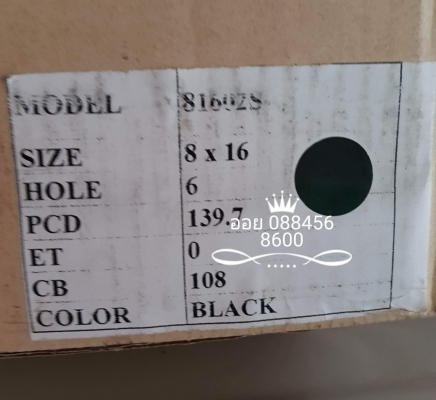 MODEL 81602S
SIZE 8 x 16
HOLE 6
PCD 139.7
ออย 088456
8600
ET 0
CB 108
COLOR BLACK